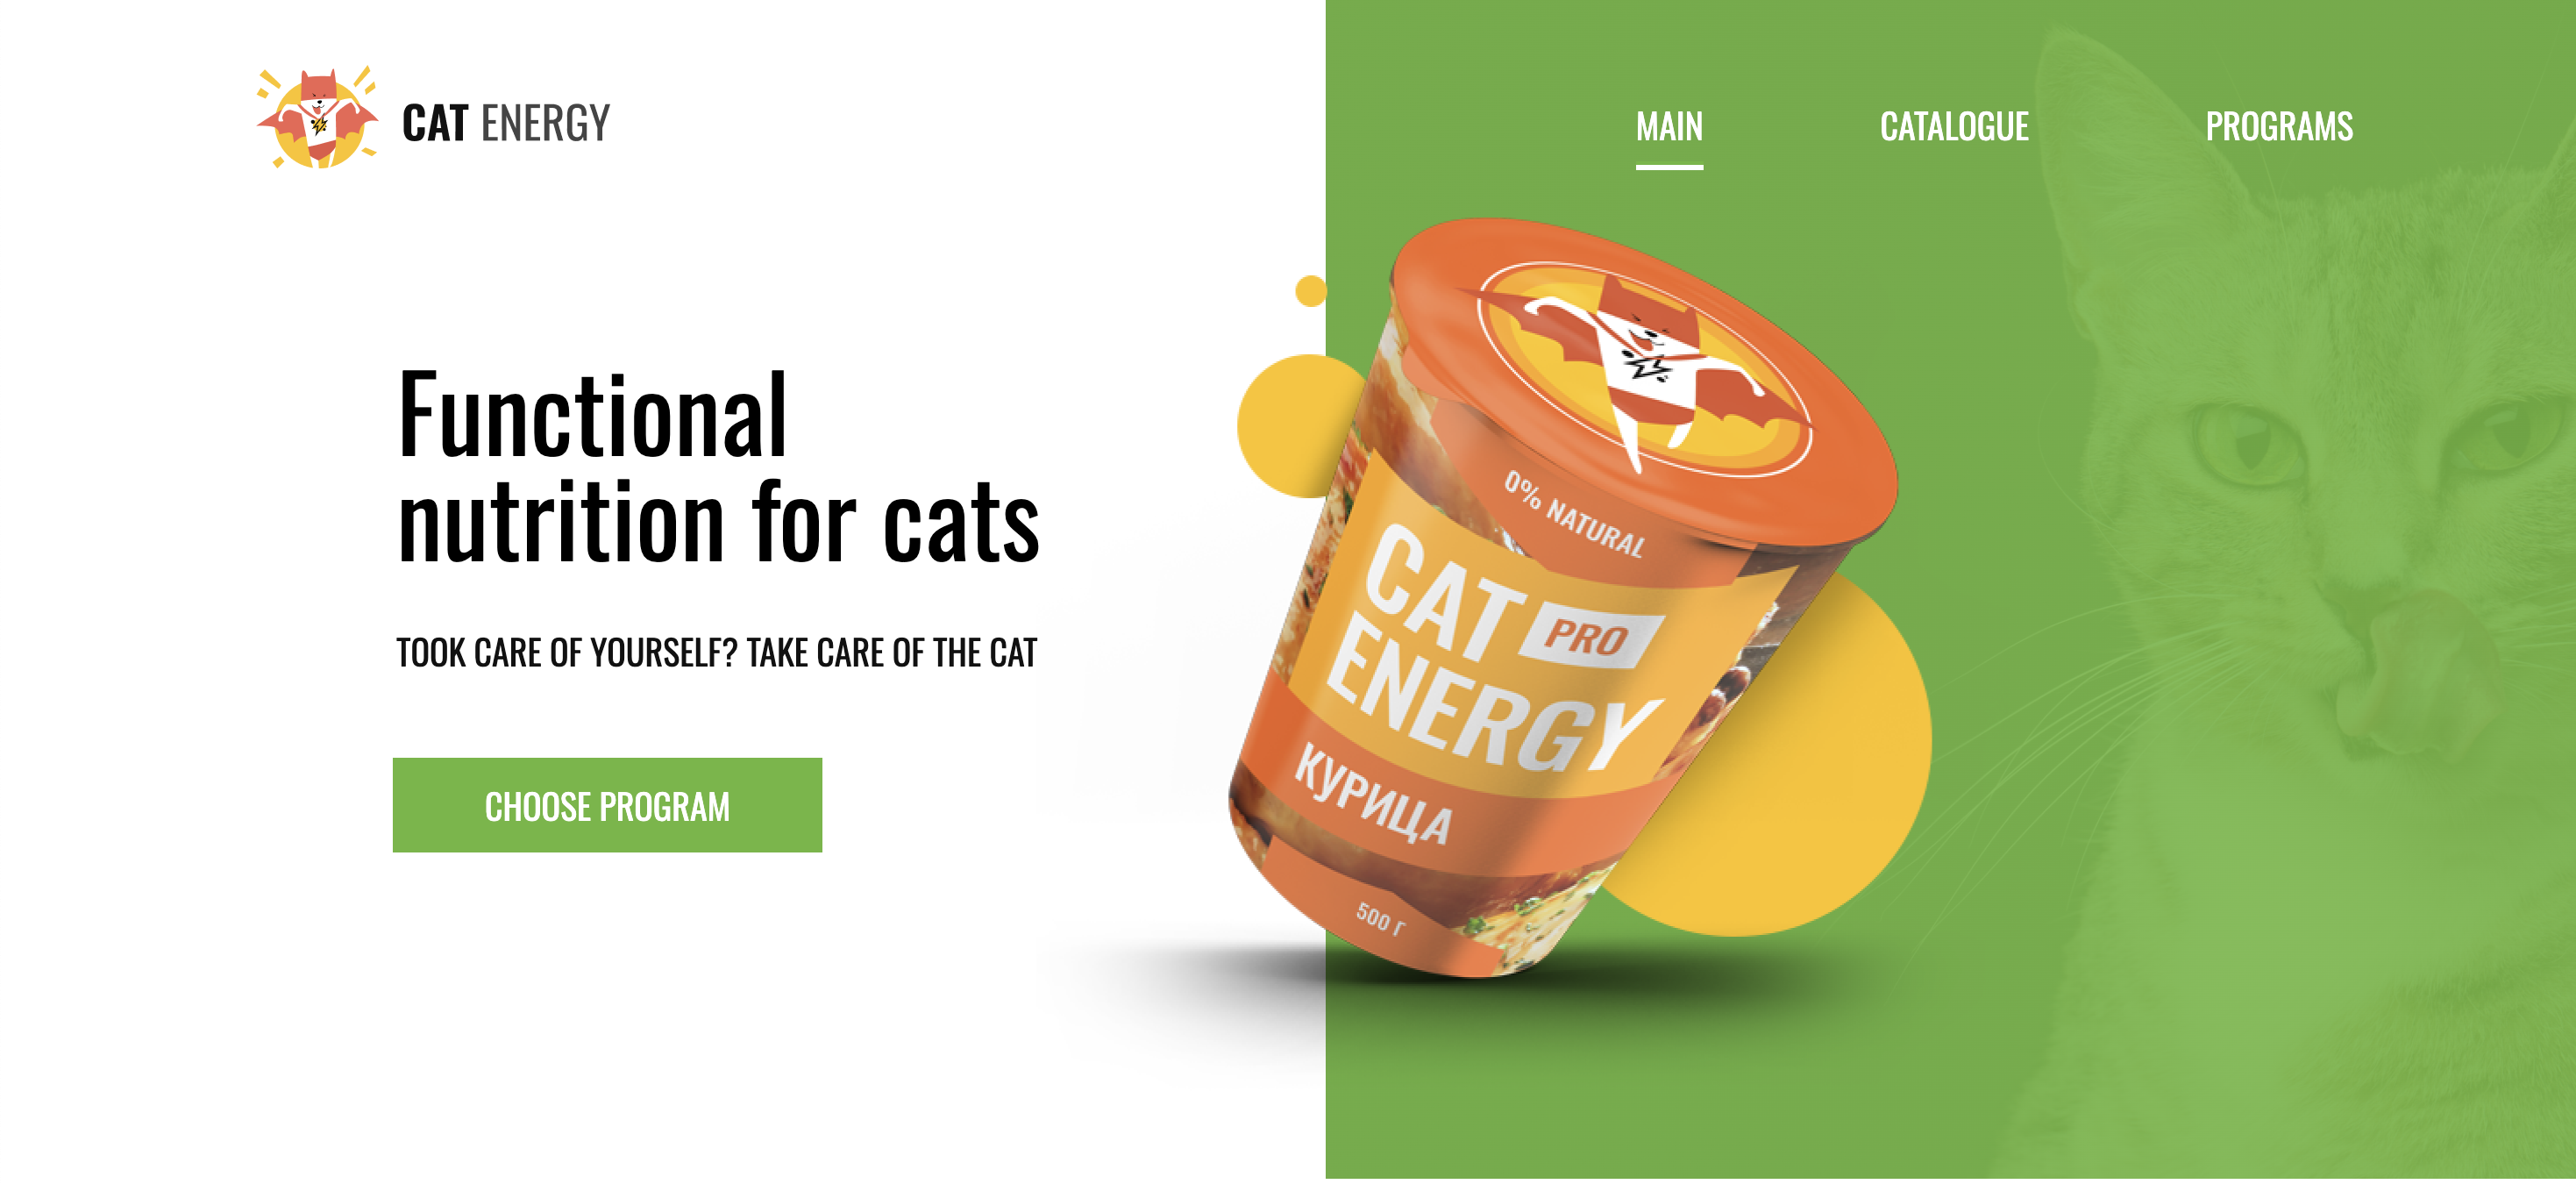 CAT ENERGY
MAIN
CATALOGUE
PROGRAMS
Functional
nutrition for cats
TOOK CARE OF YOURSELF? TAKE CARE OF THE CAT
CHOOSE PROGRAM
0% NATURAL
CAT PRO
ENERGY
КУРИЦА
500 Г